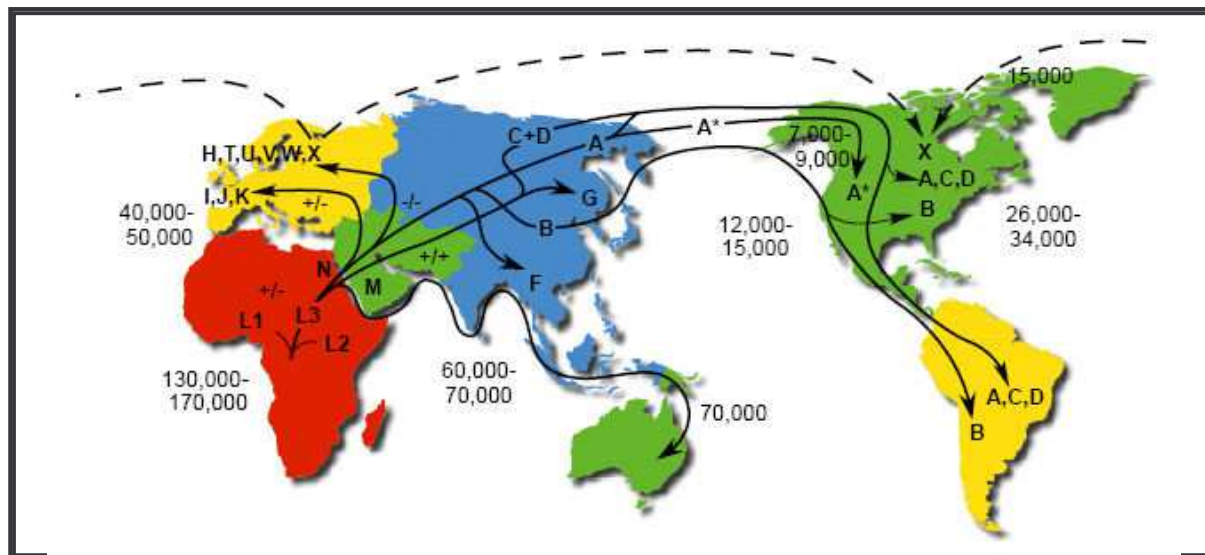 15,000
C+D
A
A*
7,000-
9,000
X
H,T,U,V,W,X
I,J,K
+/-
-/-
G
A*
A,C,D
B
B
40,000-
50,000
12,000-
15,000
26,000-
34,000
N
+/+
M
F
+/-
L3
L1
L2
130,000-
170,000
60,000-
70,000
70,000
A,C,D
B